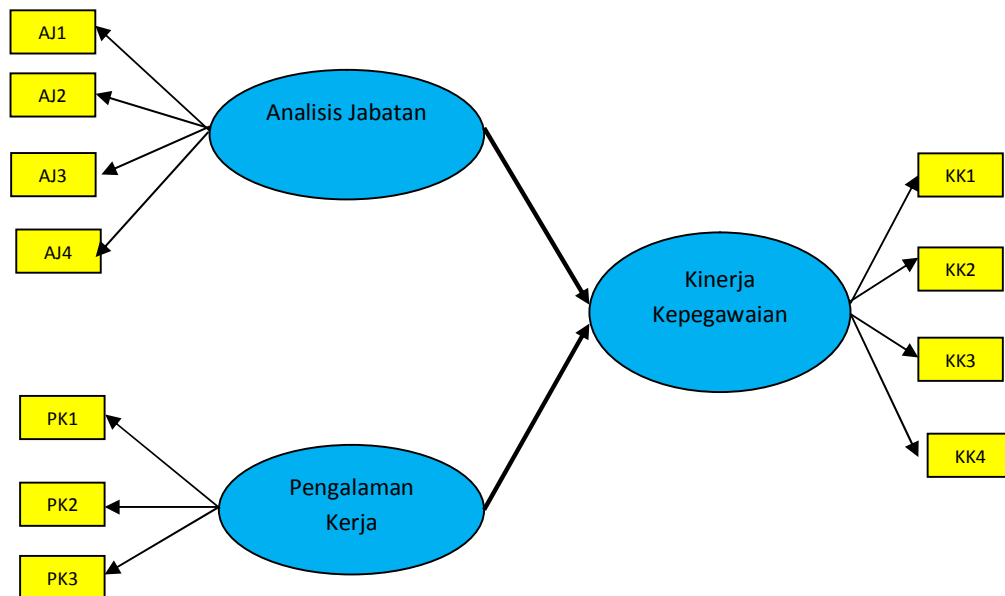 AJ1
AJ2
AJ3
AJ4
Analisis Jabatan
Kinerja
Kepegawaian
KK1
KK2
KK3
KK4
PK1
PK2
PK3
Pengalaman
Kerja